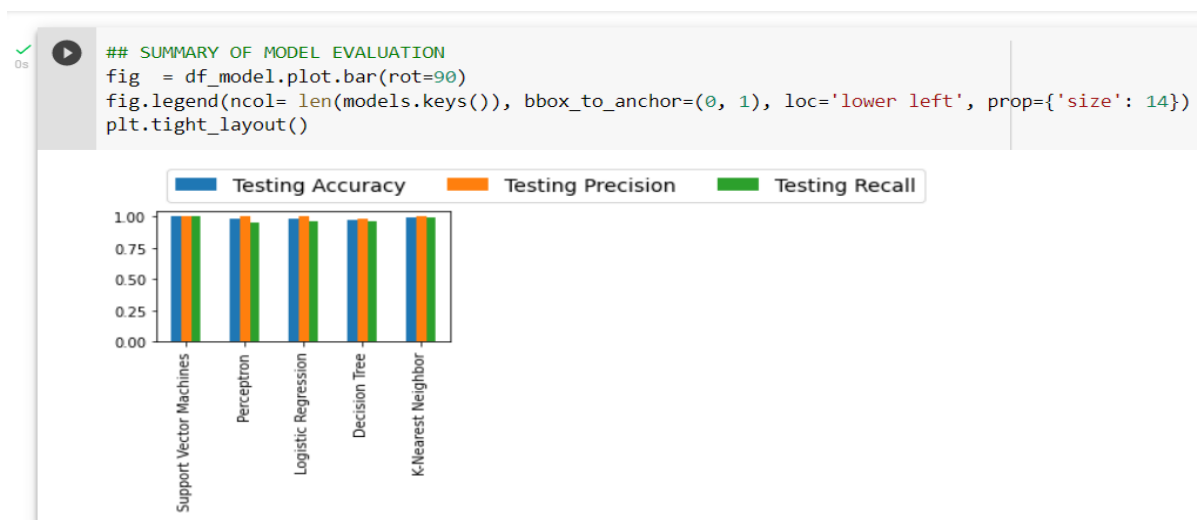 ## SUMMARY OF MODEL EVALUATION
0s
fig  = df_model.plot.bar(rot=90)
fig.legend(ncol= len(models.keys()), bbox_to_anchor=(0, 1), loc='lower left', prop={'size': 14})
plt.tight_layout()
Testing Accuracy Testing Precision Testing Recall
1.00
0.75
0.50
0.25
0.00
Support Vector Machines
Perceptron
Logistic Regression
Decision Tree
K-Nearest Neighbor